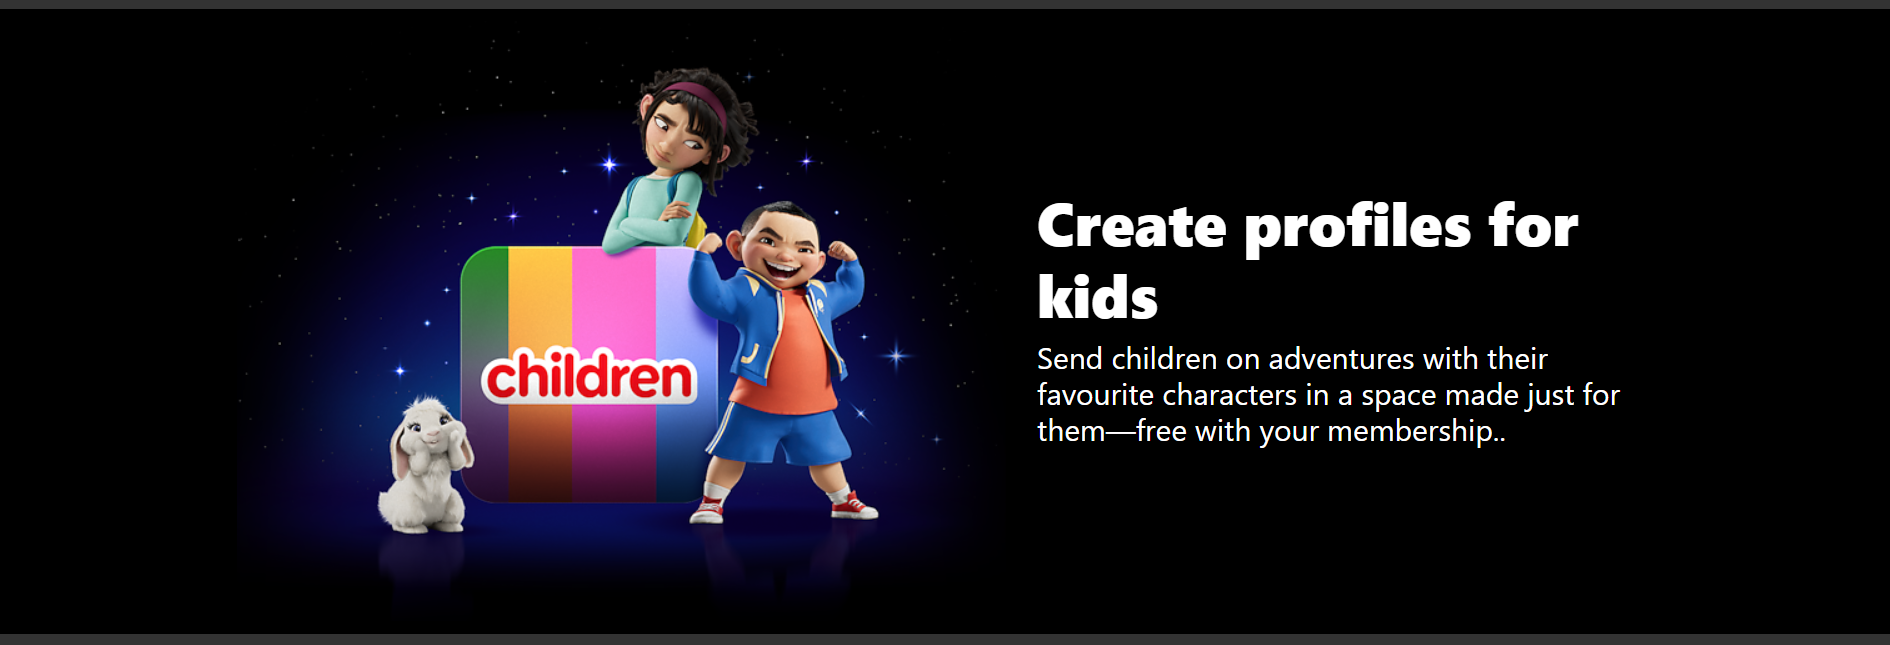 children
Create profiles for
kids
Send children on adventures with their
favourite characters in a space made just for
them—free with your membership..